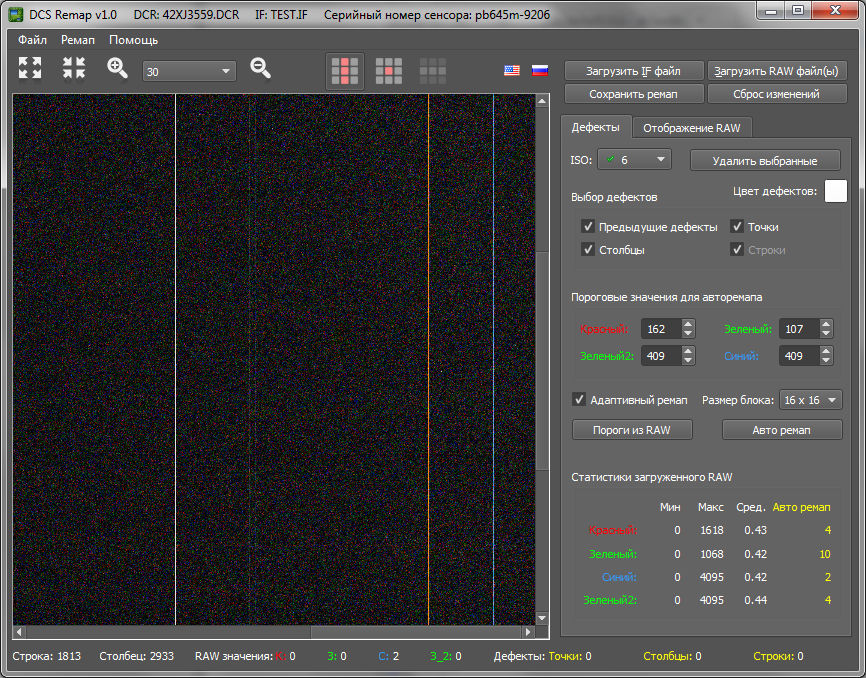 DCS Remap v1.0 DCR: 42XJ3559.DCR IF: TEST.IF Серийный номер сенсора: pb645m-9206
Файл Ремап Помощь
30
Загрузить IF файл Загрузить RAW файл(ы)
Сохранить ремап Сброс изменений
Дефекты Отображение RAW
ISO: 6 Удалить выбранные
Выбор дефектов Цвет дефектов:
Предыдущие дефекты Точки
Столбцы Строки
Пороговые значения для авторемапа
Красный: 162 Зеленый: 107
Зеленый2: 409 Синий: 409
Адаптивный ремап Размер блока: 16 x 16
Пороги из RAW Авто ремап
Статистики загруженного RAW
Мин Макс Сред. Авто ремап
Красный: 0 1618 0.43 4
Зеленый: 0 1068 0.42 10
Синий: 0 4095 0.42 2
Зеленый2: 0 4095 0.44 4
Строка: 1813 Столбец: 2933 RAW значения: К: 0 З: 0 С: 2 З_2: 0 Дефекты: Точки: 0 Столбцы: 0 Строки: 0